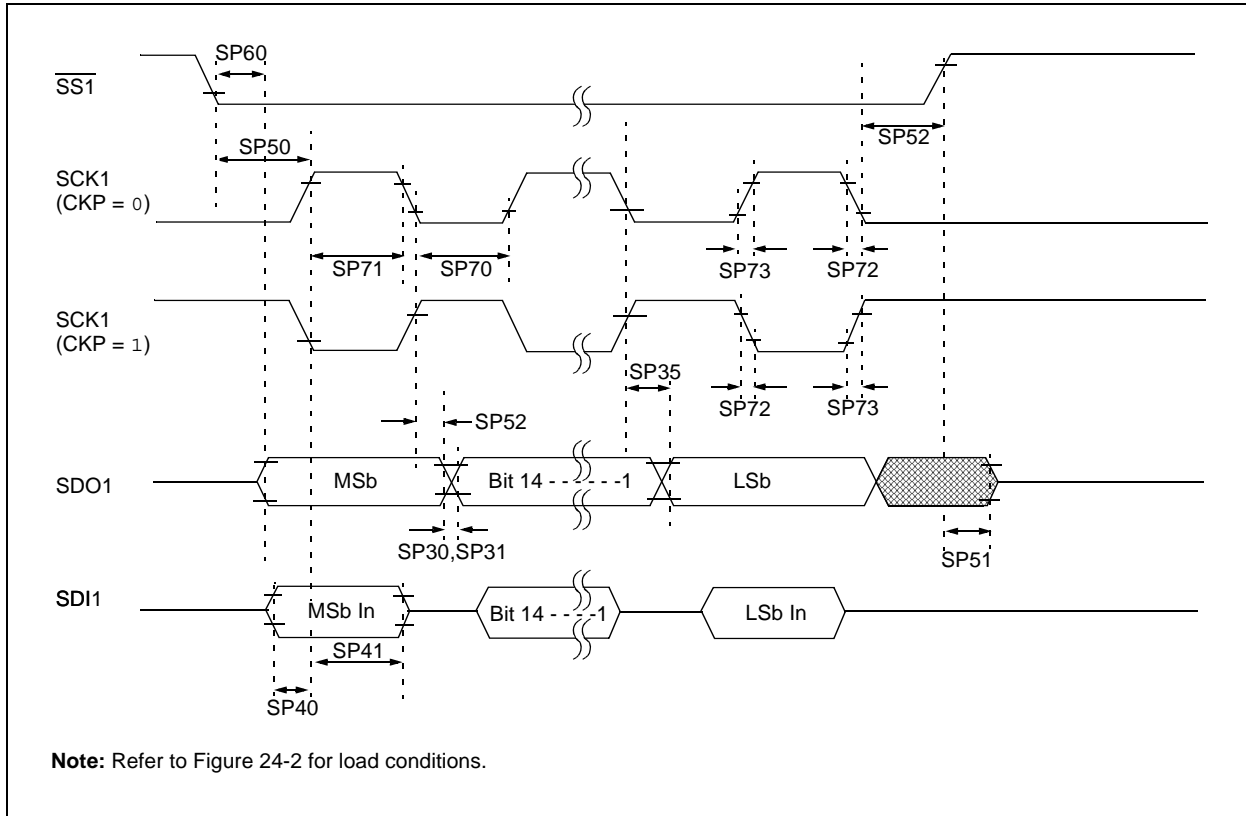 SP60
SS1
SP50
SP52
SCK1
(CKP = 0)
SP71
SP70
SP73
SP72
SCK1
(CKP = 1)
SP35
SP72
SP73
SP52
SDO1
MSb
Bit 14 - - - - - -1
LSb
SP30,SP31
SP51
SDI1
MSb In
Bit 14 - - - -1
LSb In
SP41
SP40
Note: Refer to Figure 24-2 for load conditions.